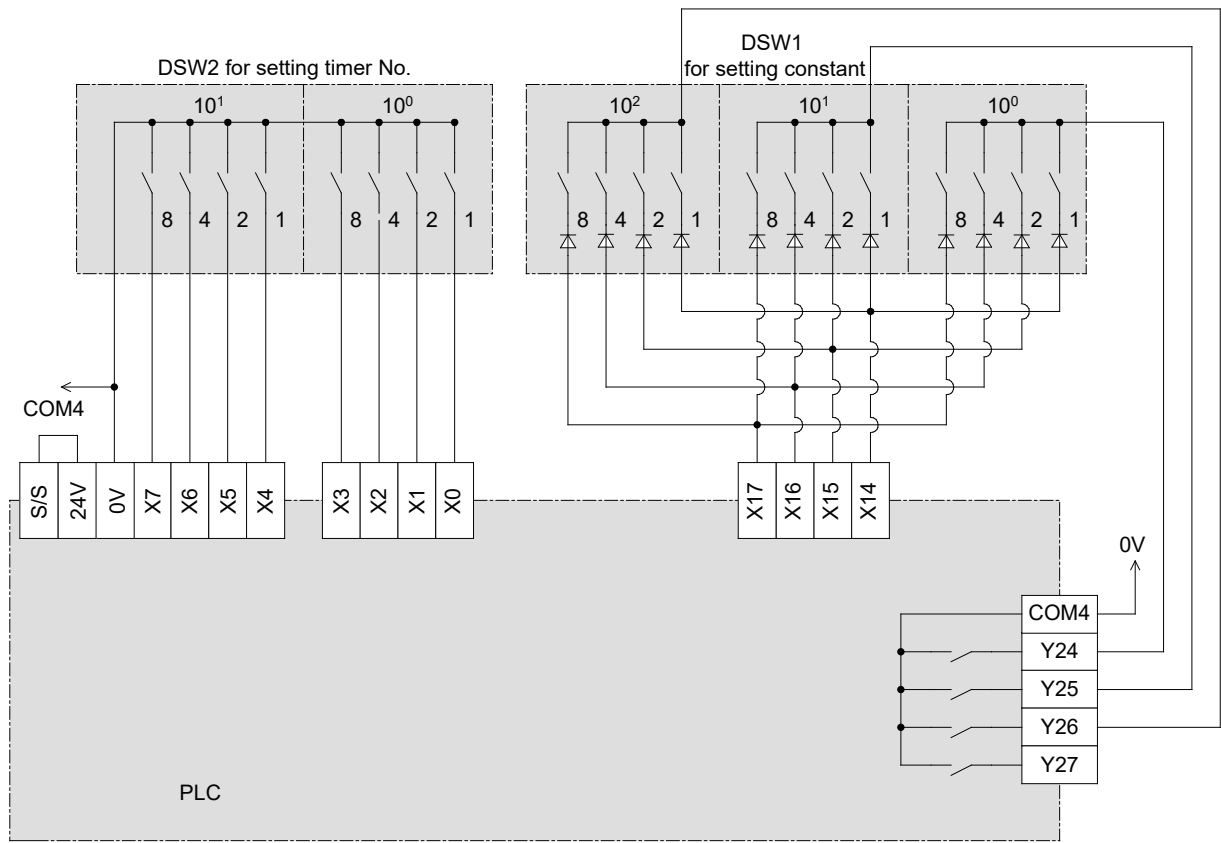 DSW2 for setting timer No.
DSW1
for setting constant
10¹ 10⁰
10² 10¹ 10⁰
8 4 2 1 8 4 2 1
8 4 2 1 8 4 2 1 8 4 2 1
COM4
S/S 24V 0V X7 X6 X5 X4 X3 X2 X1 X0 X17 X16 X15 X14
0V
COM4
Y24
Y25
Y26
Y27
PLC